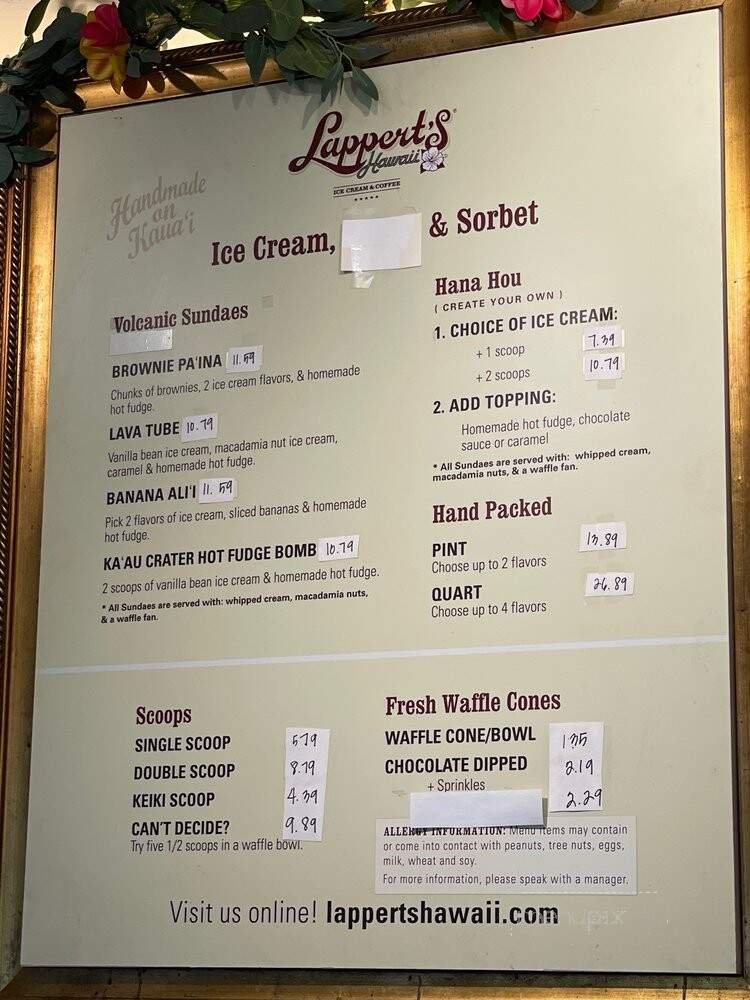 Lappert's
Hawaii
ICE CREAM & COFFEE
Handmade
on
Kaua'i
Ice Cream, & Sorbet
Volcanic Sundaes
BROWNIE PA'INA 11.59
Chunks of brownies, 2 ice cream flavors, & homemade
hot fudge.
LAVA TUBE 10.79
Vanilla bean ice cream, macadamia nut ice cream,
caramel & homemade hot fudge.
BANANA ALI'I 11.59
Pick 2 flavors of ice cream, sliced bananas & homemade
hot fudge.
KA'AU CRATER HOT FUDGE BOMB 10.79
2 scoops of vanilla bean ice cream & homemade hot fudge.
* All Sundaes are served with: whipped cream, macadamia nuts,
& a waffle fan.
Hana Hou
( CREATE YOUR OWN )
1. CHOICE OF ICE CREAM:
+ 1 scoop 7.39
+ 2 scoops 10.79
2. ADD TOPPING:
Homemade hot fudge, chocolate
sauce or caramel
* All Sundaes are served with: whipped cream,
macadamia nuts, & a waffle fan.
Hand Packed
PINT 13.89
Choose up to 2 flavors
QUART 26.89
Choose up to 4 flavors
Scoops
SINGLE SCOOP 5.79
DOUBLE SCOOP 8.79
KEIKI SCOOP 4.39
CAN'T DECIDE? 9.89
Try five 1/2 scoops in a waffle bowl.
Fresh Waffle Cones
WAFFLE CONE/BOWL 1.35
CHOCOLATE DIPPED 2.19
+ Sprinkles 2.29
ALLERGY INFORMATION: Menu items may contain
or come into contact with peanuts, tree nuts, eggs,
milk, wheat and soy.
For more information, please speak with a manager.
Visit us online! lappertshawaii.com
menupix